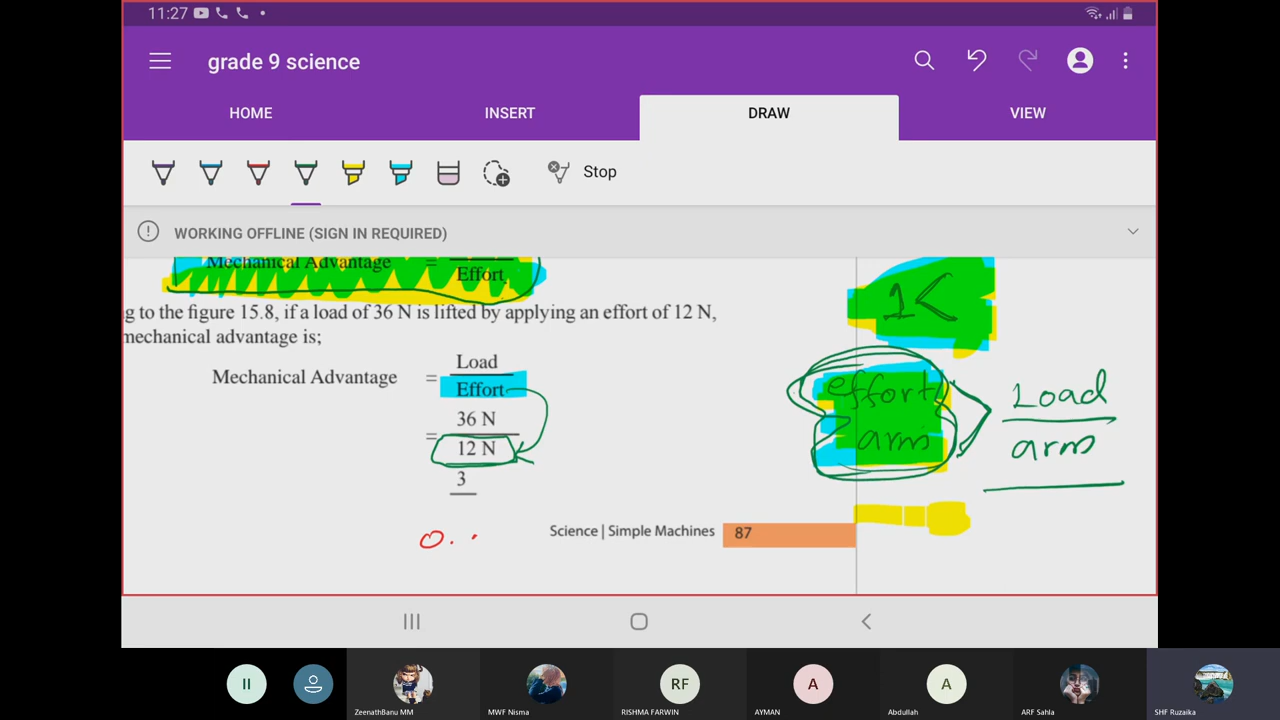 11:27
grade 9 science
HOME INSERT DRAW VIEW
Stop
WORKING OFFLINE (SIGN IN REQUIRED)
Mechanical Advantage =
Effort
g to the figure 15.8, if a load of 36 N is lifted by applying an effort of 12 N,
mechanical advantage is;
Mechanical Advantage = Load
Effort
= 36 N
12 N
3
Science | Simple Machines 87
0.
1<
effort
arm
Load
arm
II
RF
A
A
ZeenathBanu MM
MWF Nisma
RISHMA FARWIN
AYMAN
Abdullah
ARF Sahla
SHF Ruzaika